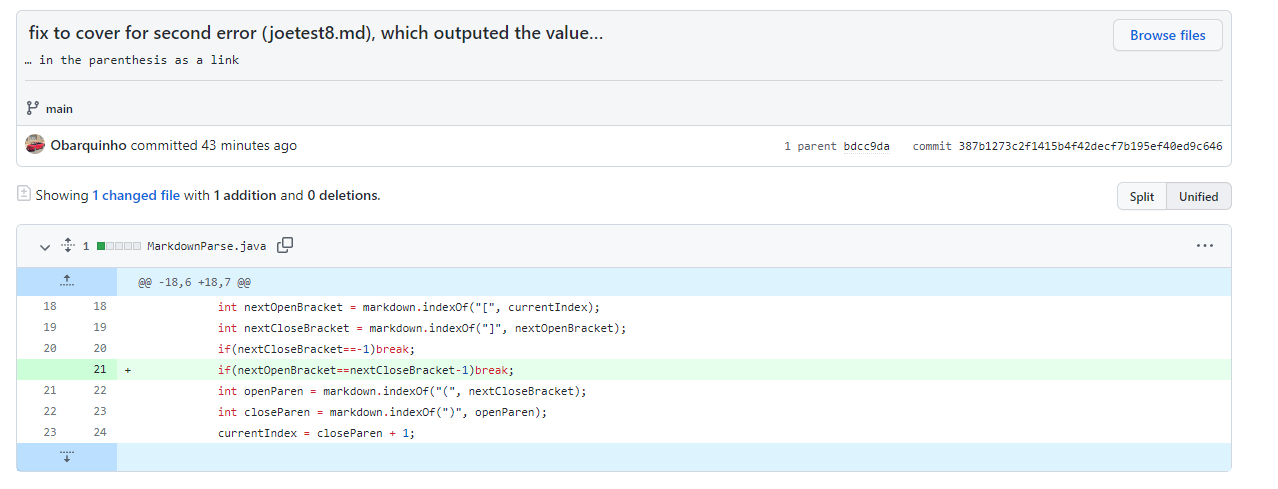 fix to cover for second error (joetest8.md), which outputed the value…
Browse files
… in the parenthesis as a link
main
Obarquinho committed 43 minutes ago
1 parent bdcc9da commit 387b1273c2f1415b4f42decf7b195ef40ed9c646
Showing 1 changed file with 1 addition and 0 deletions.
Split Unified
1 MarkdownParse.java
@@ -18,6 +18,7 @@
18 18 int nextOpenBracket = markdown.indexOf("[", currentIndex);
19 19 int nextCloseBracket = markdown.indexOf("]", nextOpenBracket);
20 20 if(nextCloseBracket==-1)break;
21 + if(nextOpenBracket==nextCloseBracket-1)break;
21 22 int openParen = markdown.indexOf("(", nextCloseBracket);
22 23 int closeParen = markdown.indexOf(")", openParen);
23 24 currentIndex = closeParen + 1;